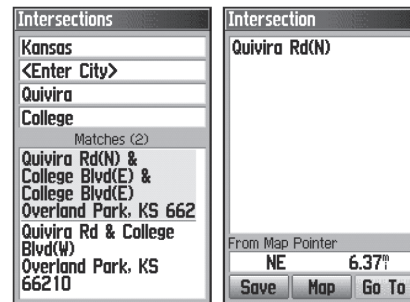 Intersections
Kansas
<Enter City>
Quivira
College
Matches (2)
Quivira Rd(N) &
College Blvd(E) &
College Blvd(E)
Overland Park, KS 662
Quivira Rd & College
Blvd(W)
Overland Park, KS
66210
Intersection
Quivira Rd(N)
From Map Pointer
NE 6.37m
Save Map Go To